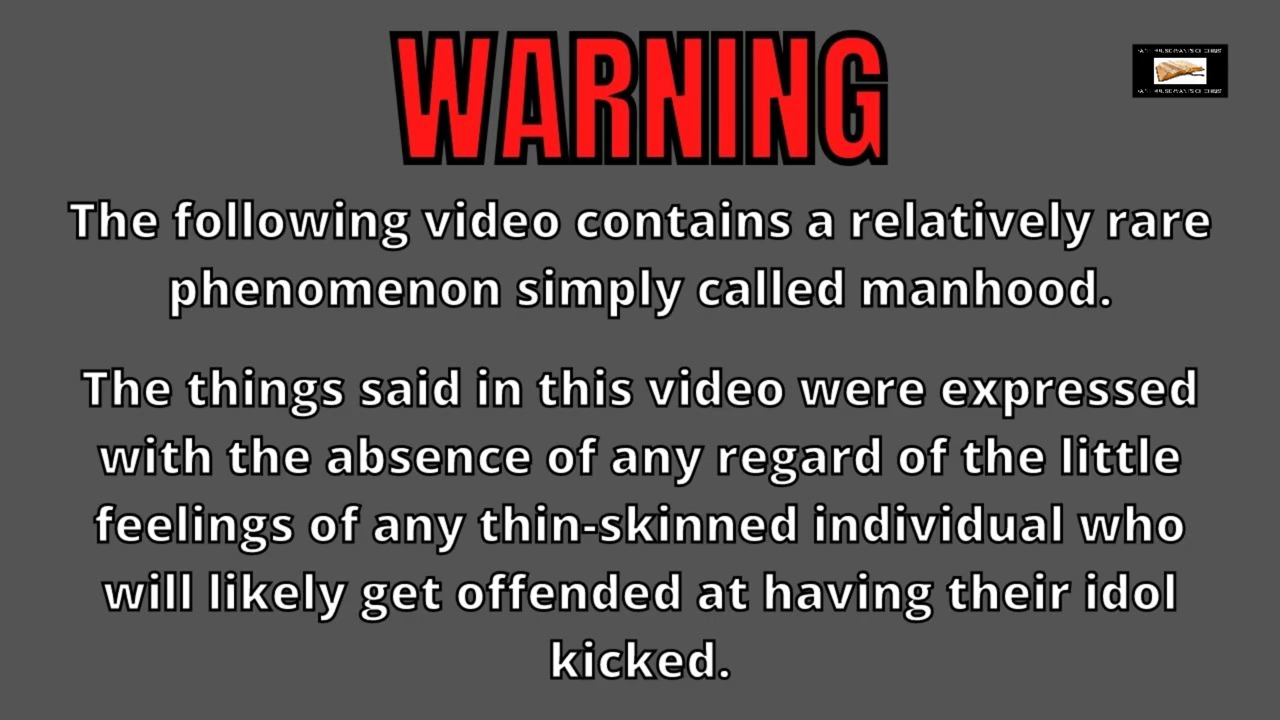 WARNING
The following video contains a relatively rare
phenomenon simply called manhood.
The things said in this video were expressed
with the absence of any regard of the little
feelings of any thin-skinned individual who
will likely get offended at having their idol
kicked.